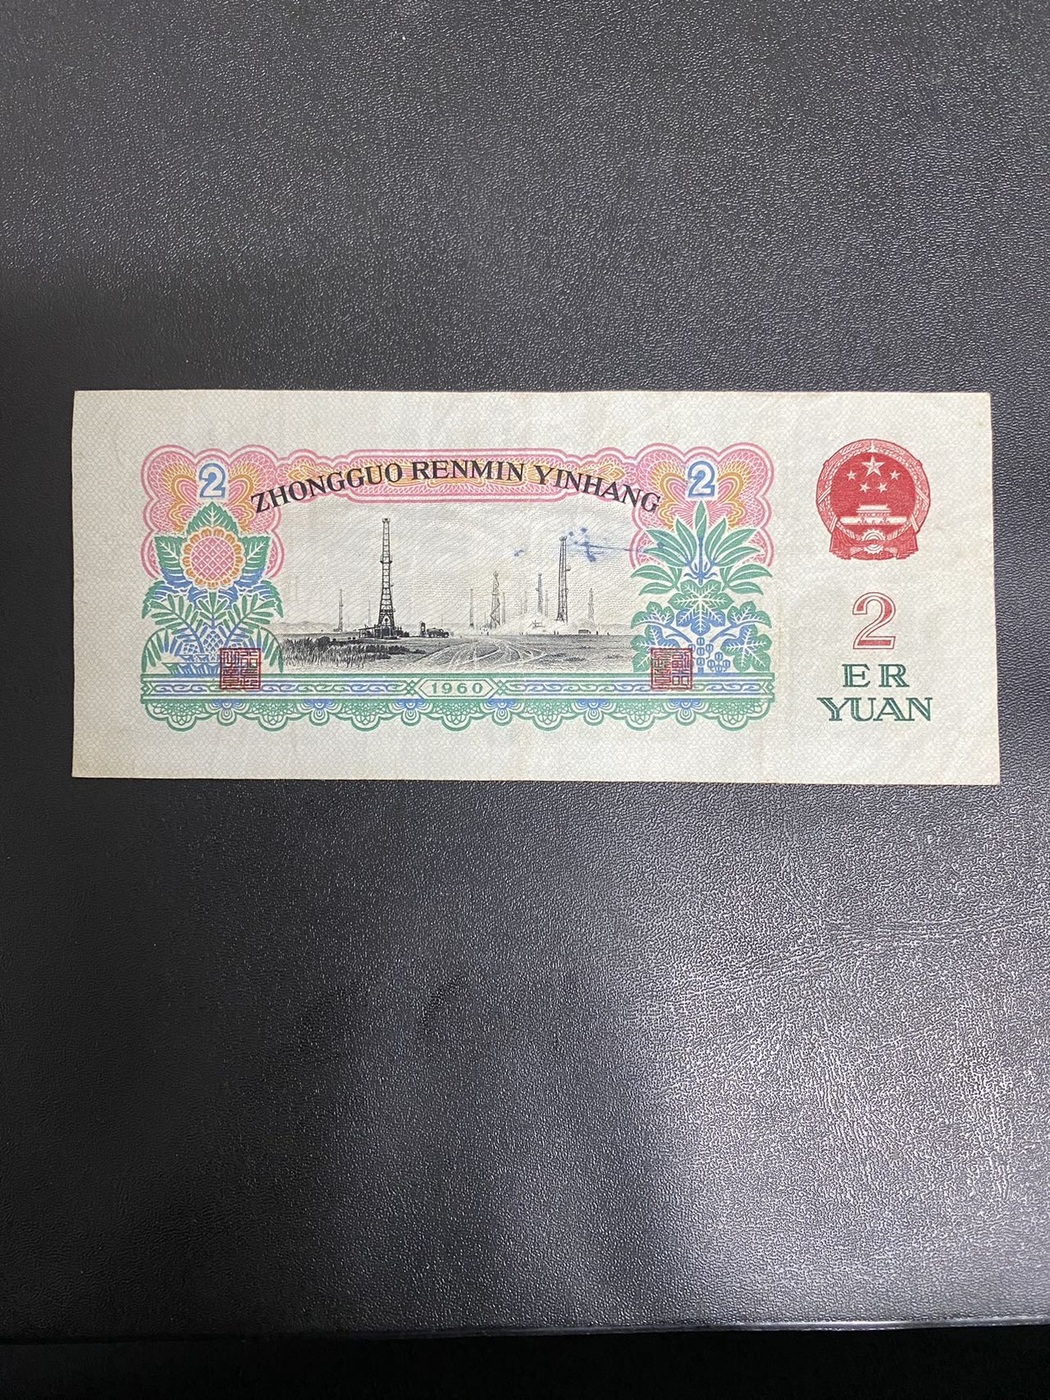 2
ZHONGGUO RENMIN YINHANG
2
1960
2
ER
YUAN